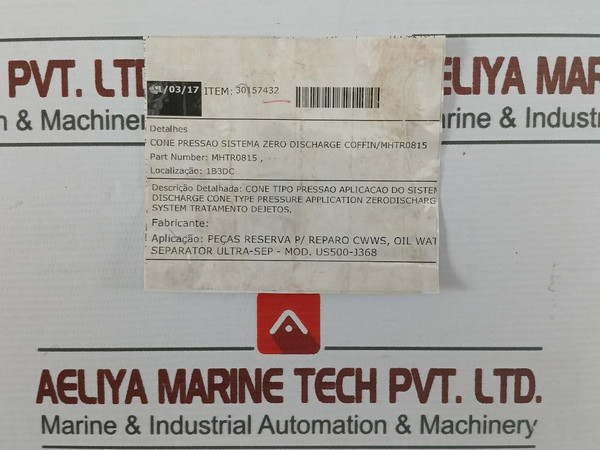 PVT. LTD
ELIYA MARINE
n & Machinery
rine & Indust
/03/17 ITEM: 30157432
Detalhes
CONE PRESSAO SISTEMA ZERO DISCHARGE COFFIN/MHTR0815
Part Number: MHTR0815 ,
Localização: 1B3DC
Descrição Detalhada: CONE TIPO PRESSAO APLICACAO DO SISTEM
DISCHARGE CONE TYPE PRESSURE APPLICATION ZERODISCHARG
SYSTEM TRATAMENTO DEJETOS.
Fabricante:
Aplicação: PEÇAS RESERVA P/ REPARO CWWS, OIL WAT
SEPARATOR ULTRA-SEP - MOD. US500-J368
AELIYA MARINE TECH PVT. LTD.
Marine & Industrial Automation & Machinery